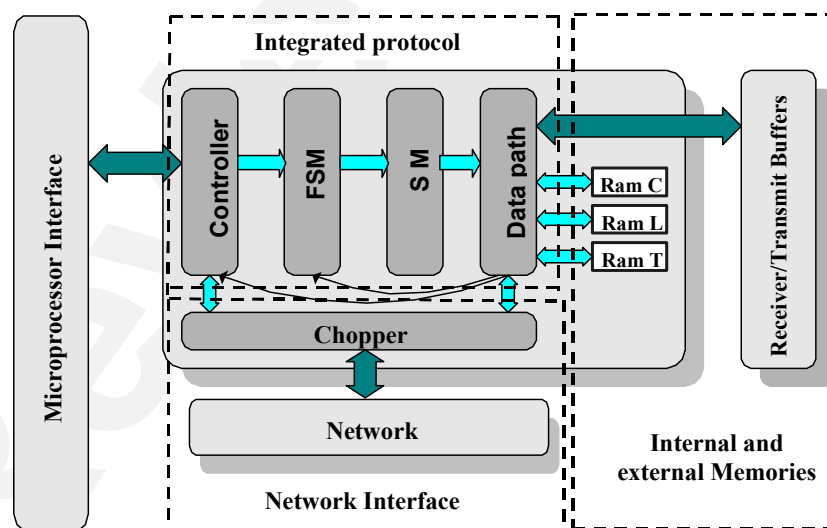 Integrated protocol
Microprocessor Interface
Controller
FSM
S M
Data path
Ram C
Ram L
Ram T
Receiver/Transmit Buffers
Chopper
Network
Network Interface
Internal and
external Memories